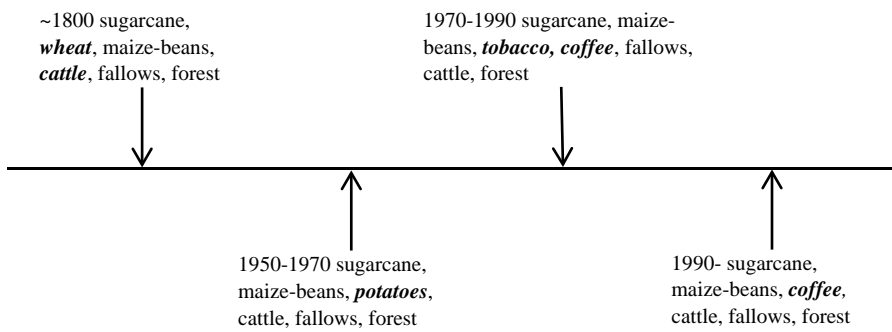 ~1800 sugarcane,
wheat, maize-beans,
cattle, fallows, forest
1970-1990 sugarcane, maize-
beans, tobacco, coffee, fallows,
cattle, forest
1950-1970 sugarcane,
maize-beans, potatoes,
cattle, fallows, forest
1990- sugarcane,
maize-beans, coffee,
cattle, fallows, forest